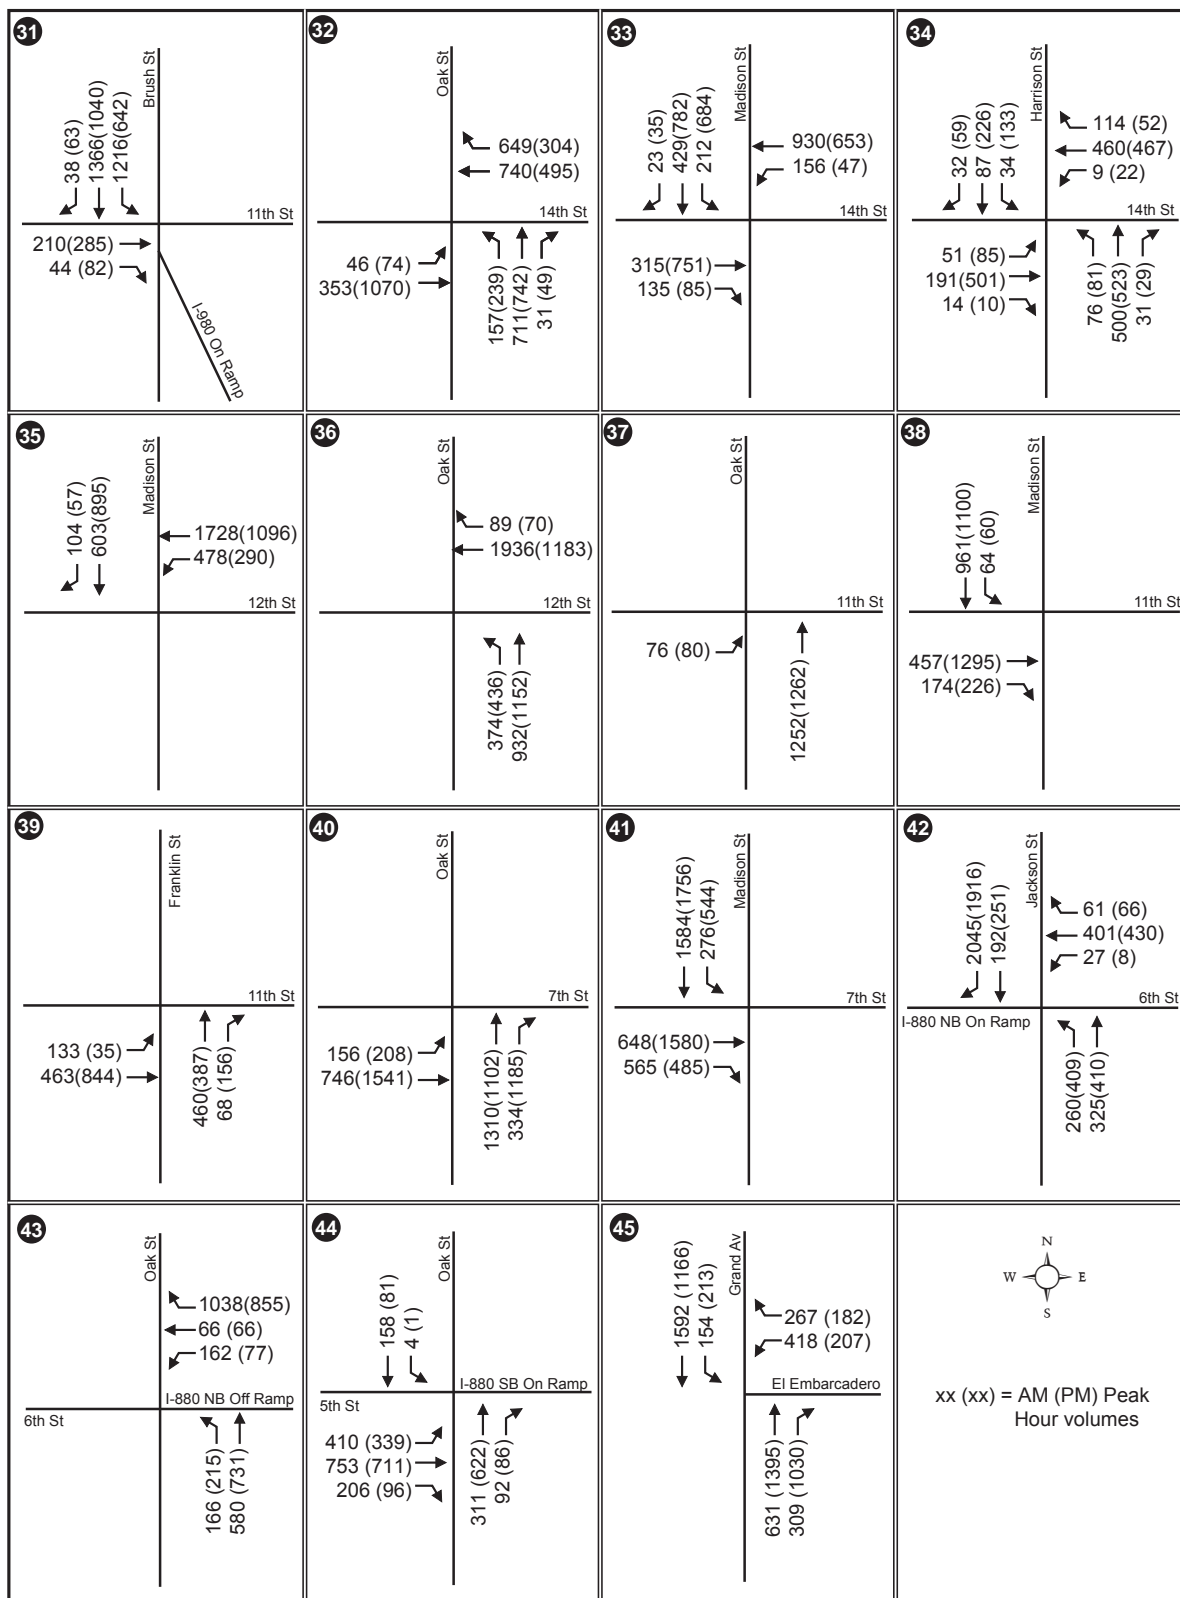 31
Brush St
38 (63)
1366(1040)
1216(642)
11th St
210(285)
44 (82)
I-980 On Ramp
32
Oak St
649(304)
740(495)
14th St
46 (74)
353(1070)
157(239)
711(742)
31 (49)
33
Madison St
23 (35)
429(782)
212 (684)
930(653)
156 (47)
14th St
315(751)
135 (85)
34
Harrison St
32 (59)
87 (226)
34 (133)
114 (52)
460(467)
9 (22)
14th St
51 (85)
191(501)
14 (10)
76 (81)
500(523)
31 (29)
35
Madison St
104 (57)
603(895)
1728(1096)
478(290)
12th St
36
Oak St
89 (70)
1936(1183)
12th St
374(436)
932(1152)
37
Oak St
11th St
76 (80)
1252(1262)
38
Madison St
961(1100)
64 (60)
11th St
457(1295)
174(226)
39
Franklin St
11th St
133 (35)
463(844)
460(387)
68 (156)
40
Oak St
7th St
156 (208)
746(1541)
1310(1102)
334(1185)
41
Madison St
1584(1756)
276(544)
7th St
648(1580)
565 (485)
42
Jackson St
2045(1916)
192(251)
61 (66)
401(430)
27 (8)
6th St
I-880 NB On Ramp
260(409)
325(410)
43
Oak St
1038(855)
66 (66)
162 (77)
I-880 NB Off Ramp
6th St
166 (215)
580 (731)
44
Oak St
158 (81)
4 (1)
I-880 SB On Ramp
5th St
410 (339)
753 (711)
206 (96)
311 (622)
92 (86)
45
Grand Av
1592 (1166)
154 (213)
267 (182)
418 (207)
El Embarcadero
631 (1395)
309 (1030)
N
W E
S
xx (xx) = AM (PM) Peak
Hour volumes